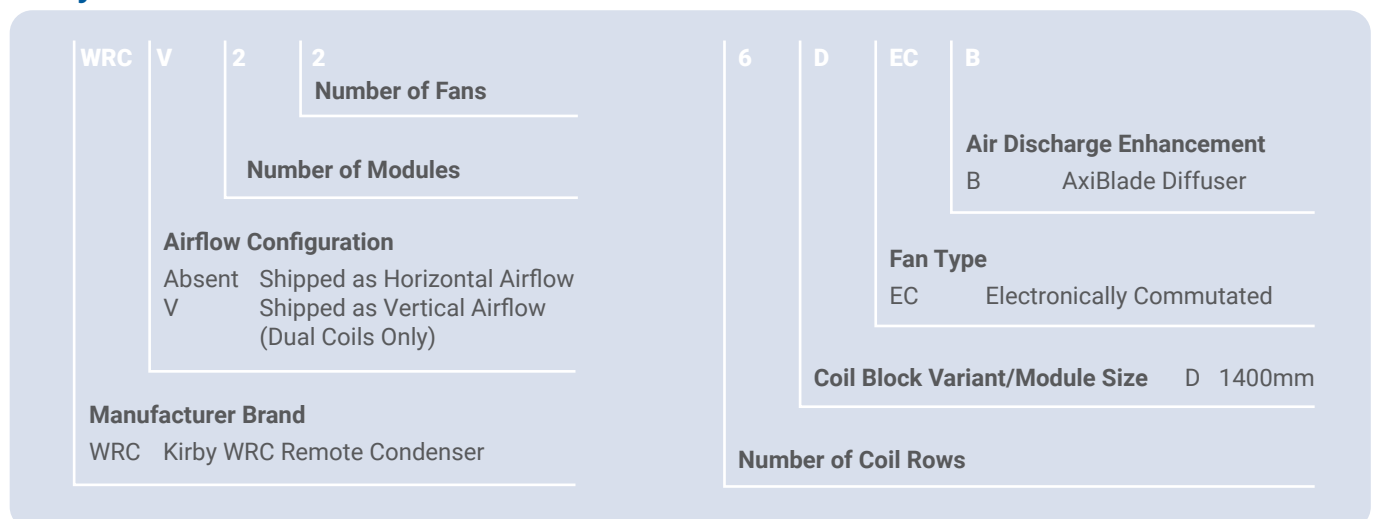 WRC V 2 2
Number of Fans
Number of Modules
Airflow Configuration
Absent Shipped as Horizontal Airflow
V Shipped as Vertical Airflow
(Dual Coils Only)
Manufacturer Brand
WRC Kirby WRC Remote Condenser
6 D EC B
Air Discharge Enhancement
B AxiBlade Diffuser
Fan Type
EC Electronically Commutated
Coil Block Variant/Module Size D 1400mm
Number of Coil Rows